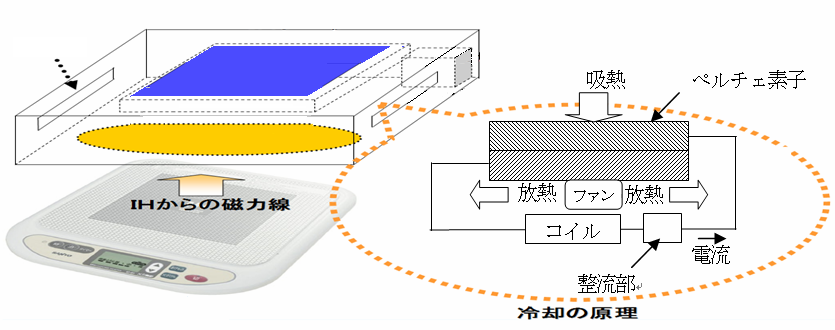 吸熱
ペルチェ素子
放熱
ファン
放熱
IHからの磁力線
コイル
電流
整流部
冷却の原理